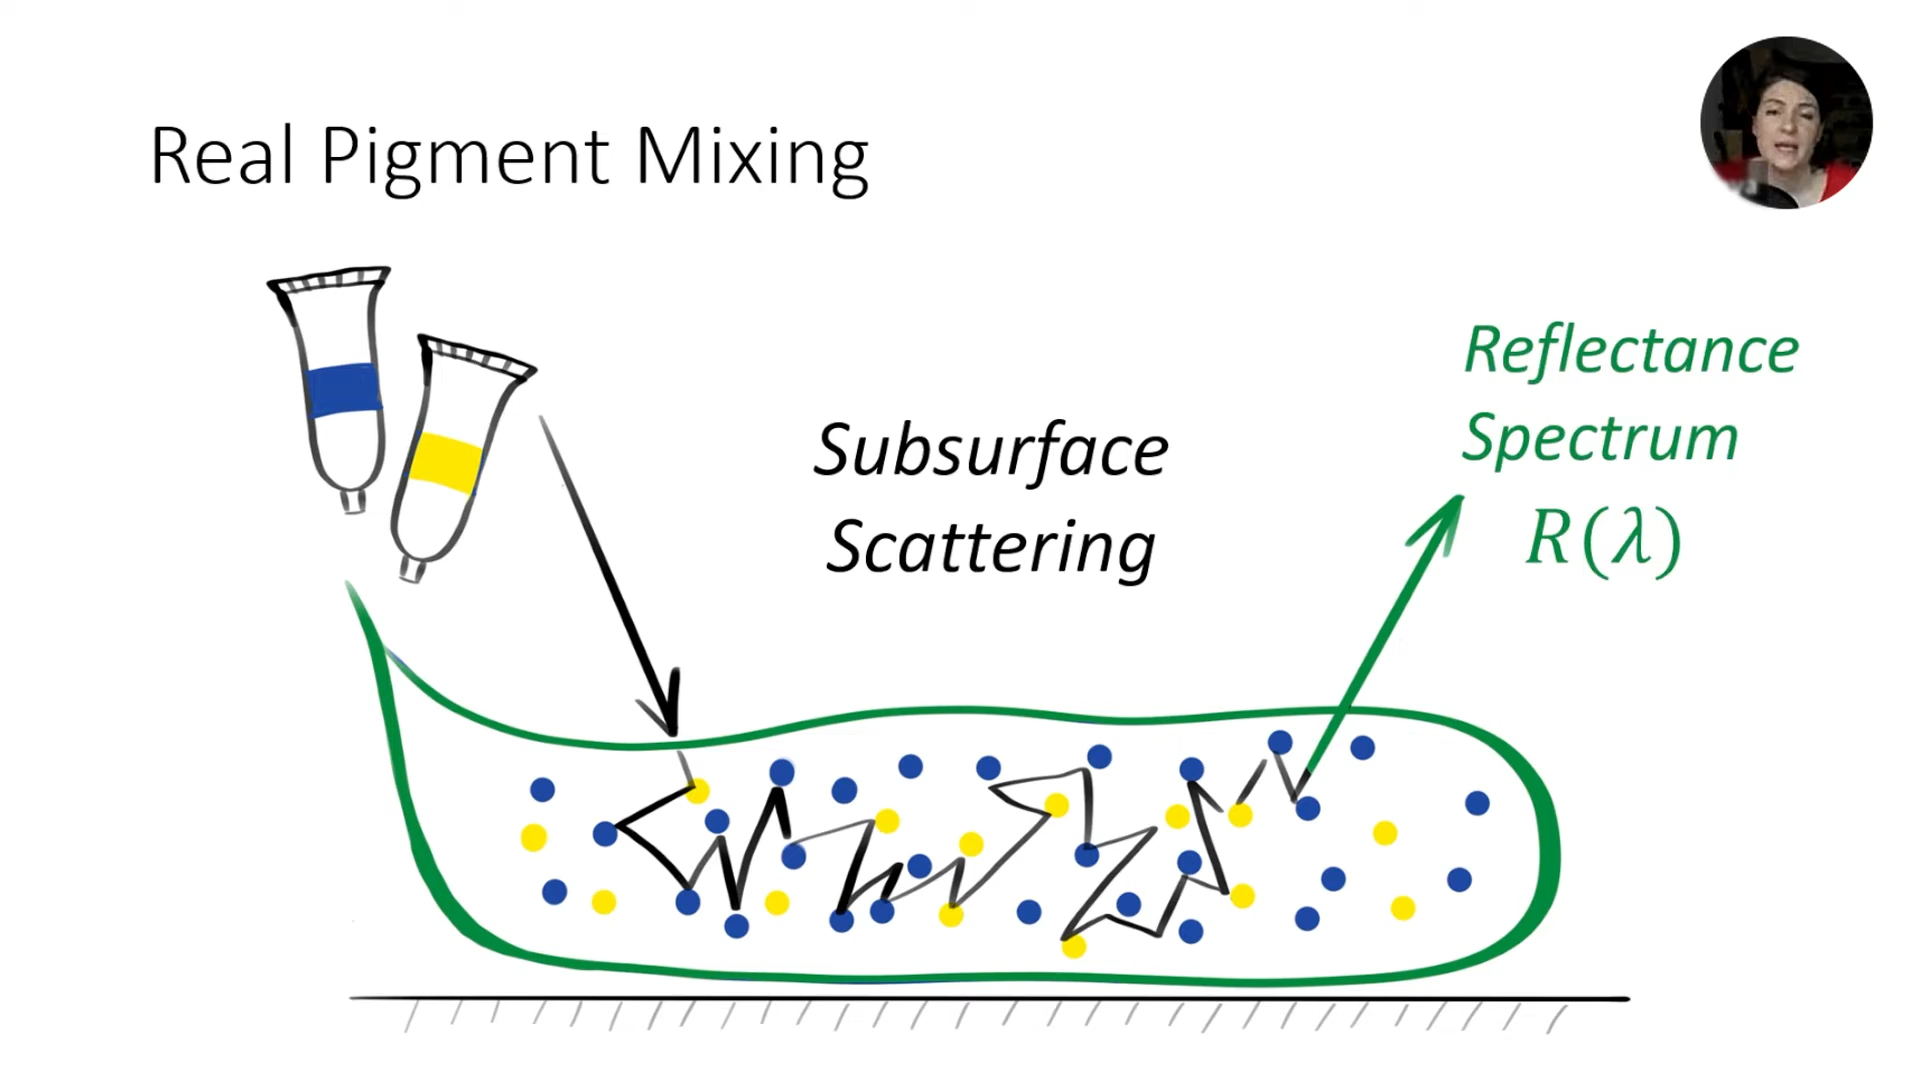 Real Pigment Mixing
Subsurface
Scattering
Reflectance
Spectrum
R(λ)